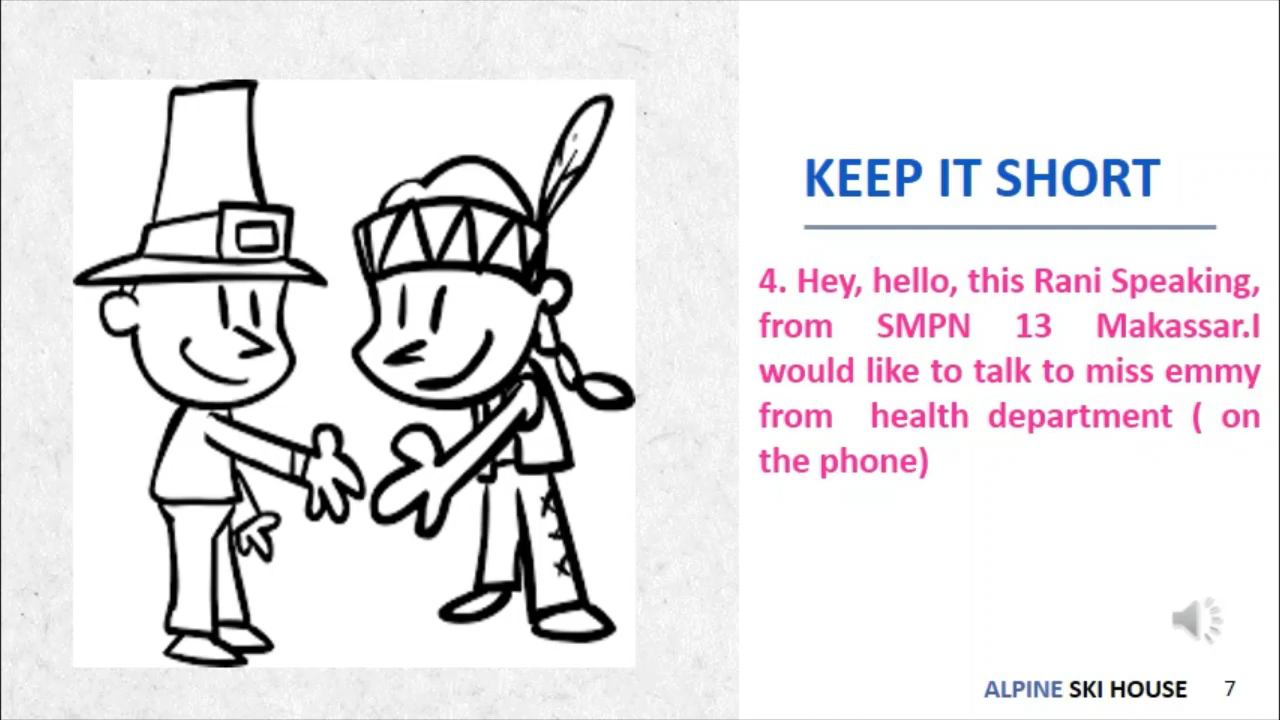 KEEP IT SHORT
4. Hey, hello, this Rani Speaking,
from SMPN 13 Makassar.I
would like to talk to miss emmy
from health department ( on
the phone)
ALPINE SKI HOUSE 7